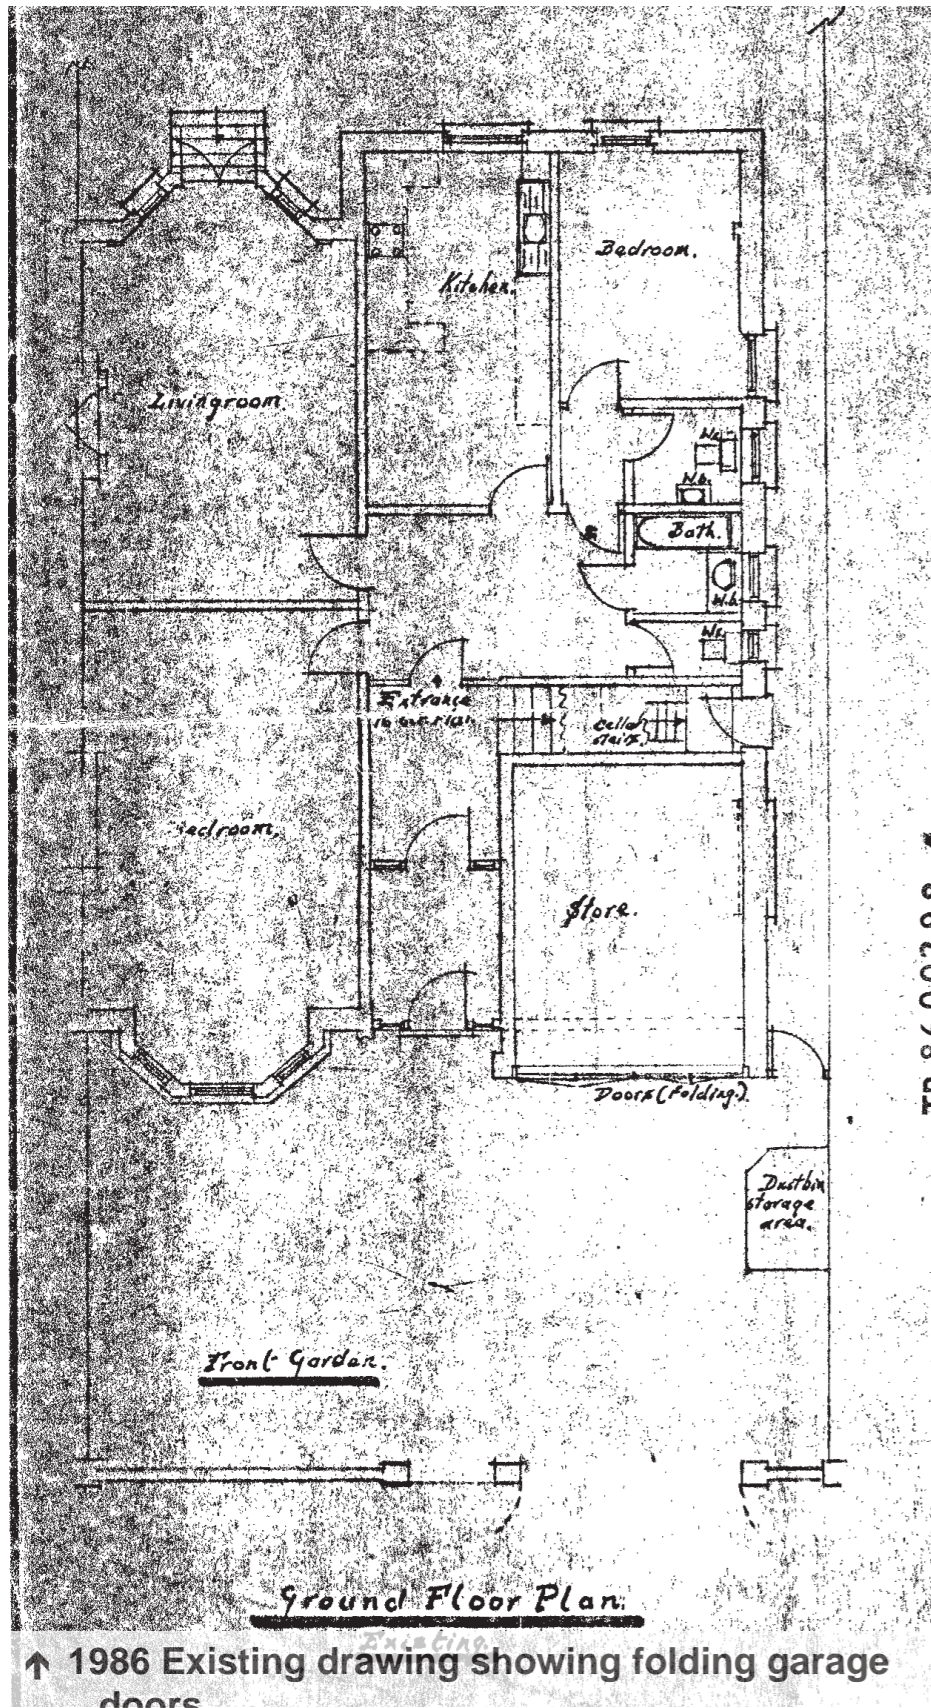 Kitchen.
Bedroom.
Livingroom
W.c.
W.b.
Bath.
W.b.
W.c.
Entrance
Cellar
stairs.
Bedroom.
Store.
Doors (Folding.)
Dustbin
storage
area.
Front Garden.
Ground Floor Plan.
Existing.
↑ 1986 Existing drawing showing folding garage
doors